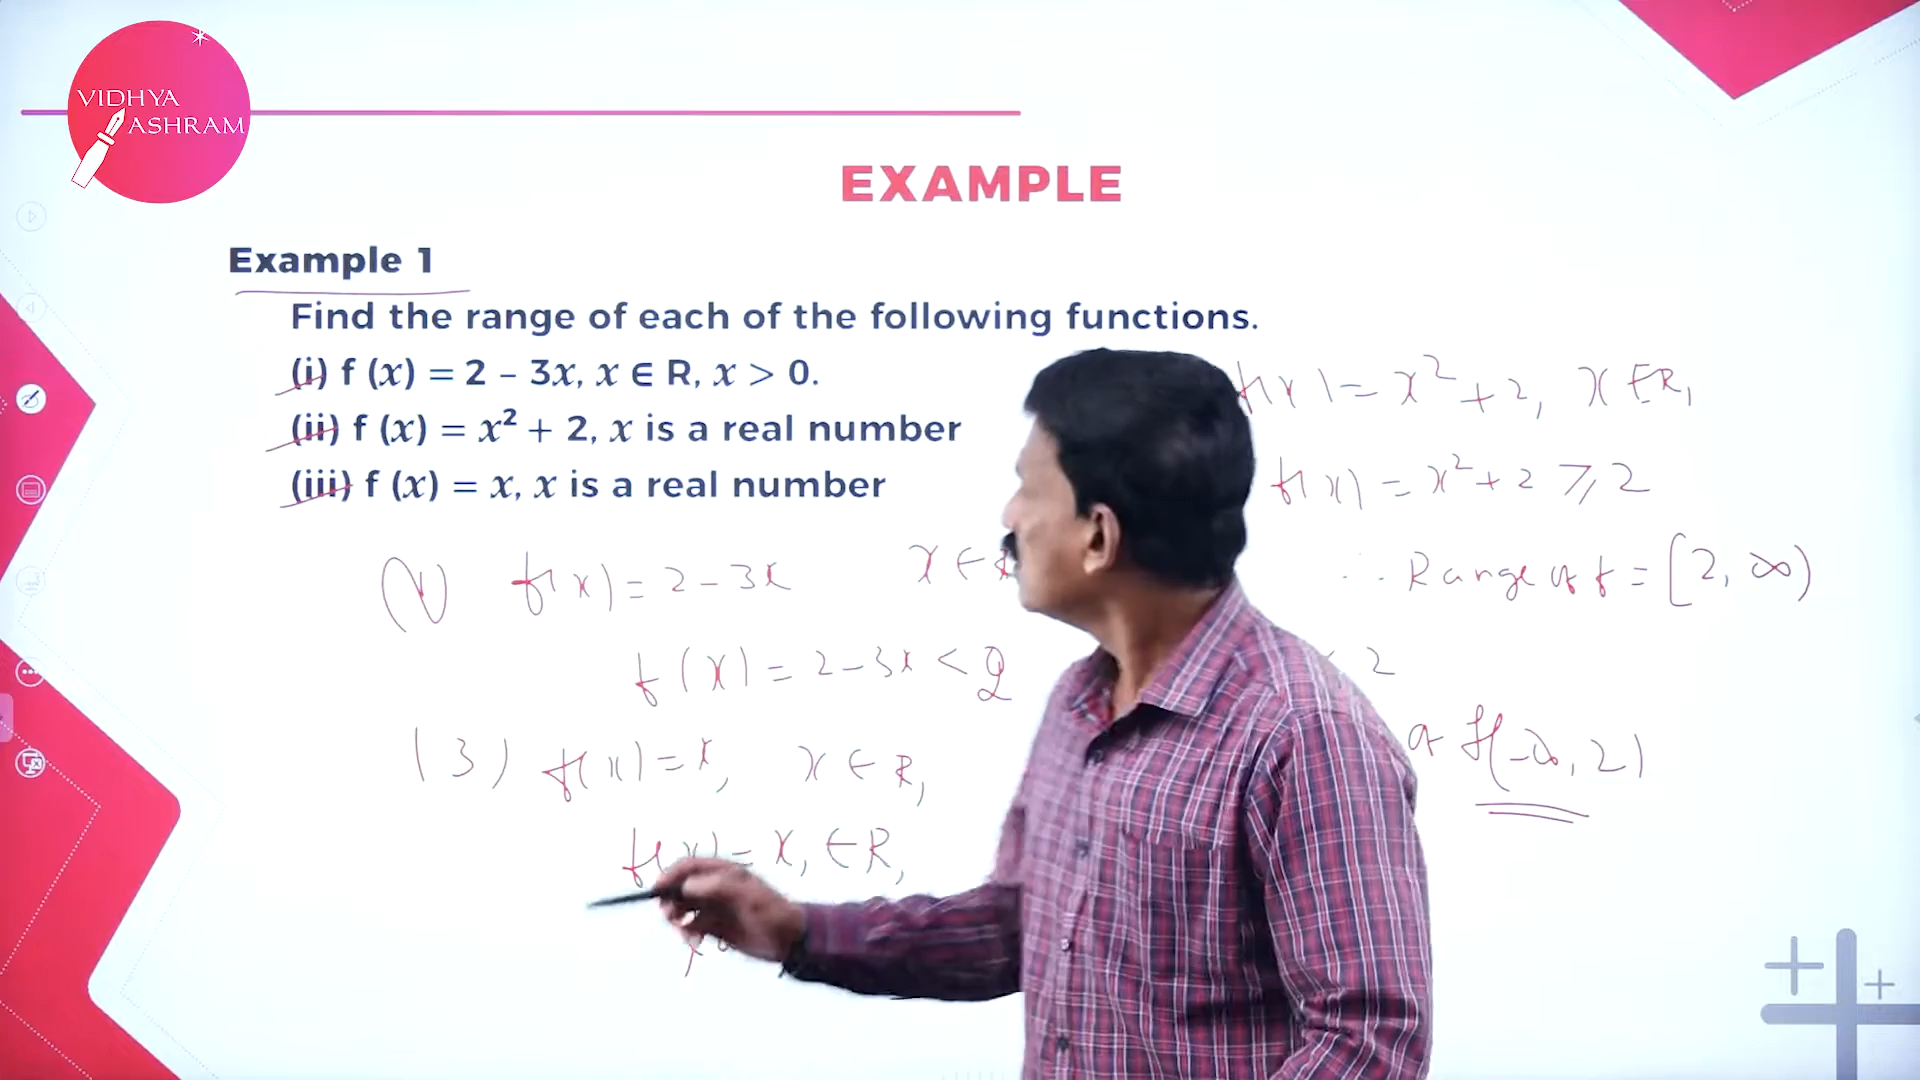 VIDHYA
ASHRAM
EXAMPLE
Example 1
Find the range of each of the following functions.
(i) f (x) = 2 – 3x, x ∈ R, x > 0.
(ii) f (x) = x² + 2, x is a real number
(iii) f (x) = x, x is a real number
f(x) = x² + 2, x ∈ R,
f(x) = x² + 2 ≥ 2
∴ Range of f = [2, ∞)
(1) f(x) = 2 - 3x x ∈ R
f(x) = 2 - 3x < 2
< 2
of f(-∞, 2)
(3) f(x) = x, x ∈ R,
f(x) = x, ∈ R,